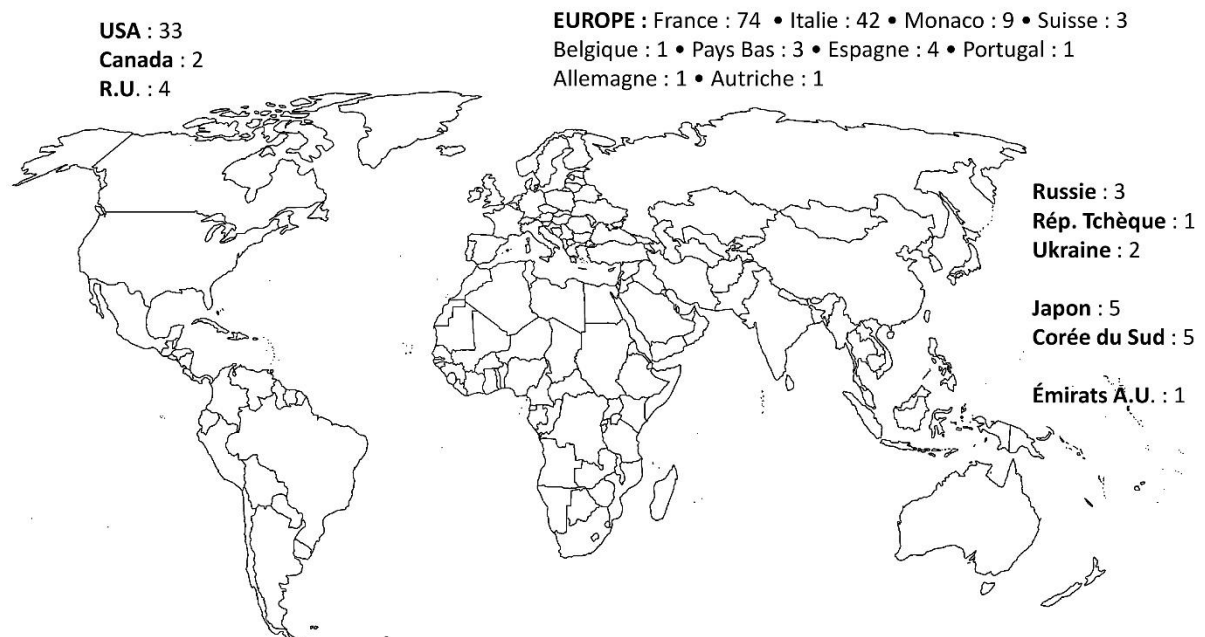 USA : 33
Canada : 2
R.U. : 4
EUROPE : France : 74 • Italie : 42 • Monaco : 9 • Suisse : 3
Belgique : 1 • Pays Bas : 3 • Espagne : 4 • Portugal : 1
Allemagne : 1 • Autriche : 1
Russie : 3
Rép. Tchèque : 1
Ukraine : 2
Japon : 5
Corée du Sud : 5
Émirats A.U. : 1